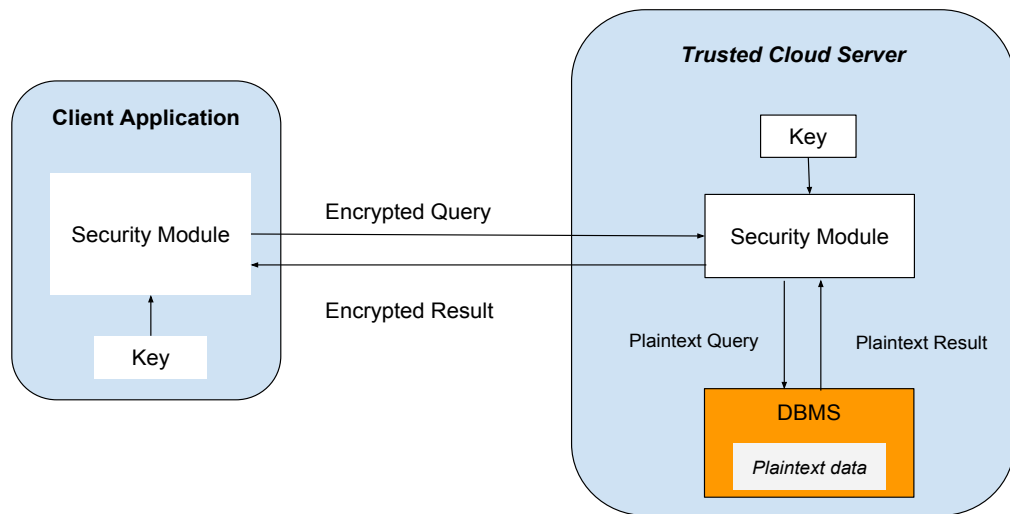 Client Application
Security Module
Key
Encrypted Query
Encrypted Result
Trusted Cloud Server
Key
Security Module
Plaintext Query
Plaintext Result
DBMS
Plaintext data